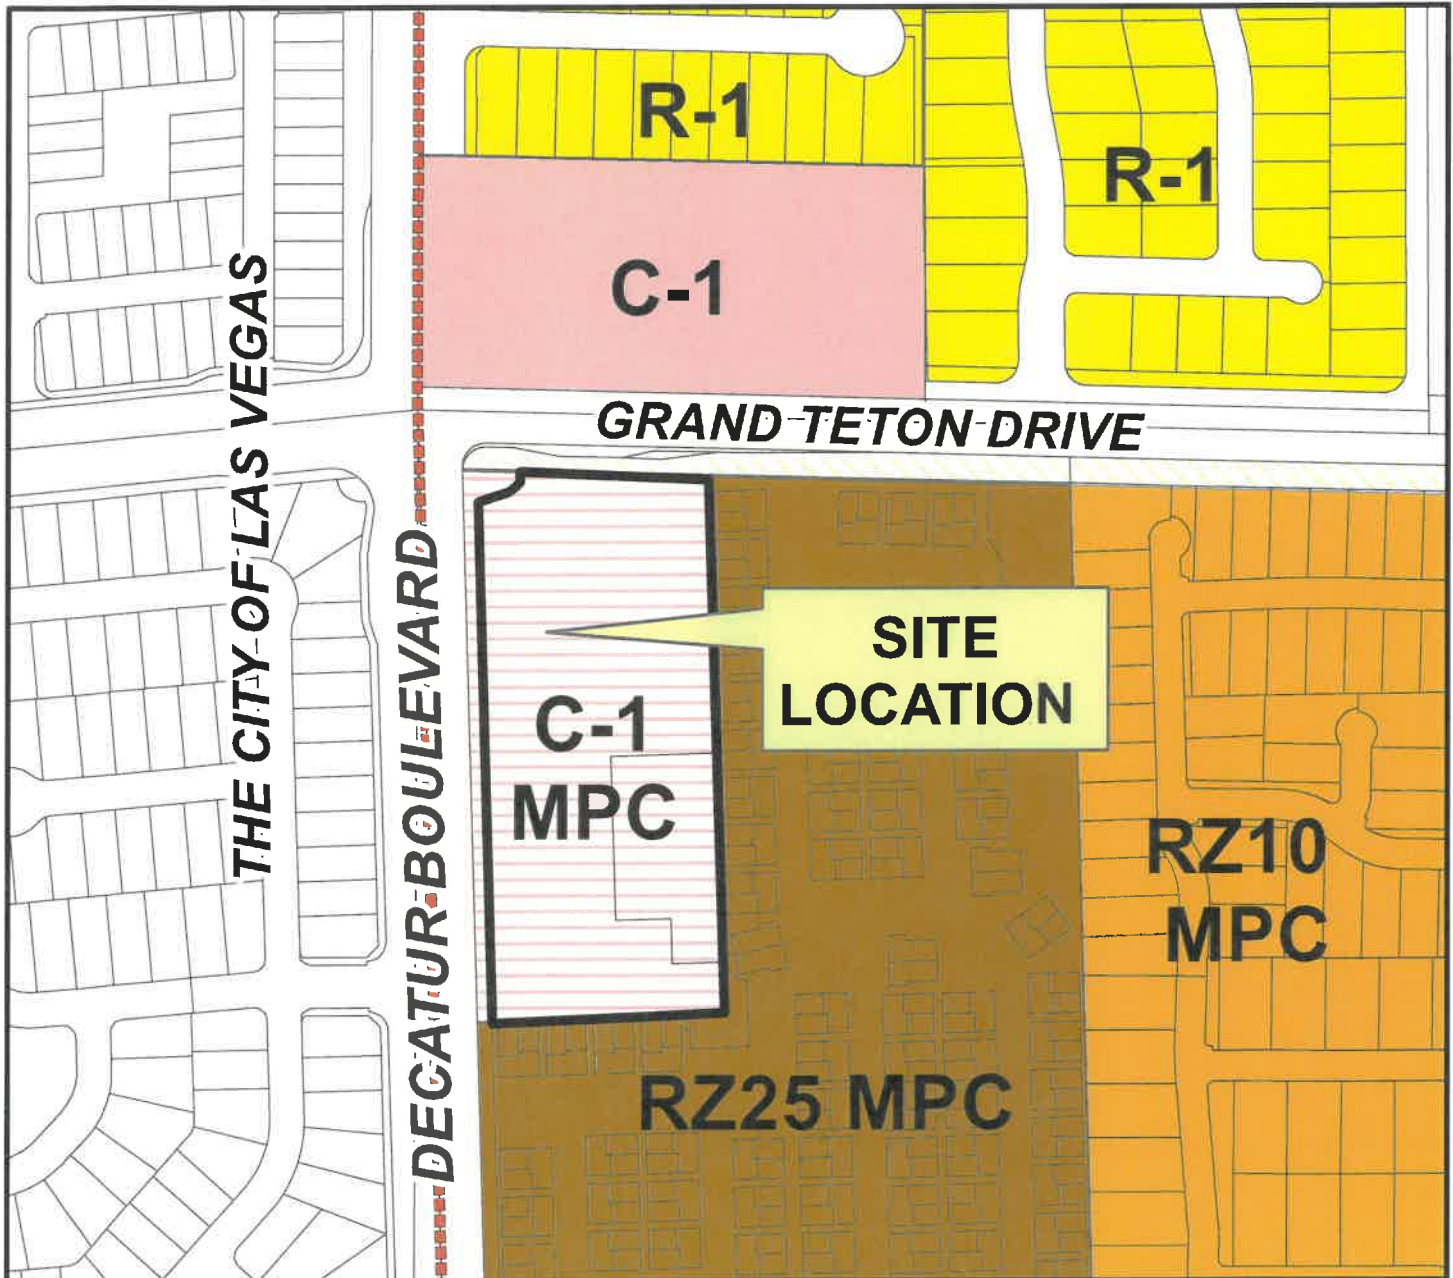 R-1
R-1
C-1
THE CITY OF LAS VEGAS
GRAND TETON DRIVE
DECATUR BOULEVARD
SITE
LOCATION
C-1
MPC
RZ10
MPC
RZ25 MPC